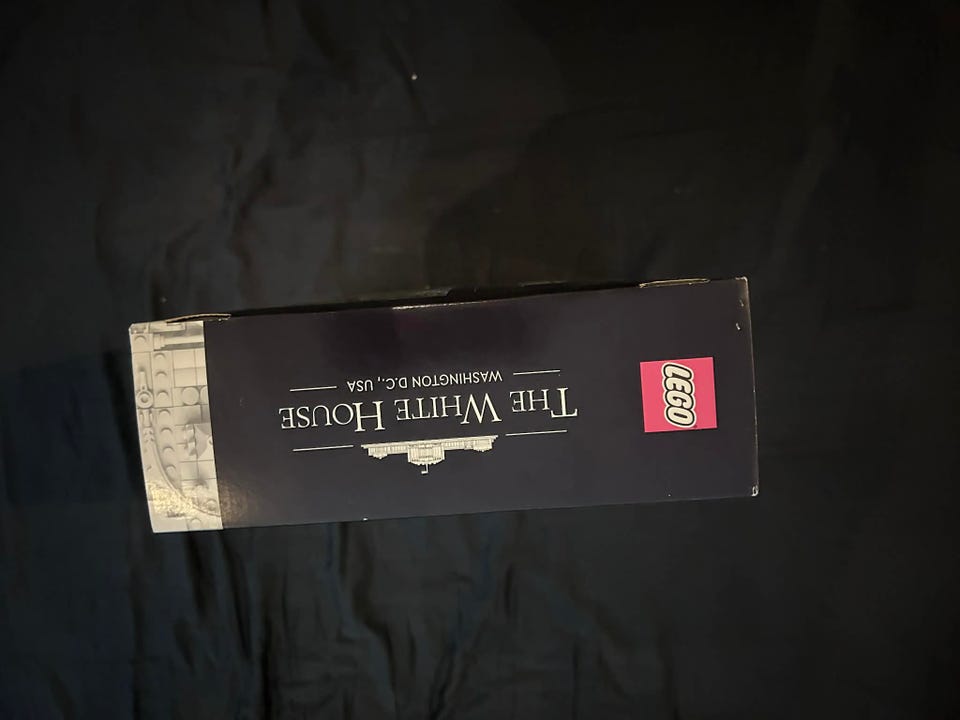 LEGO
THE WHITE HOUSE
WASHINGTON D.C., USA